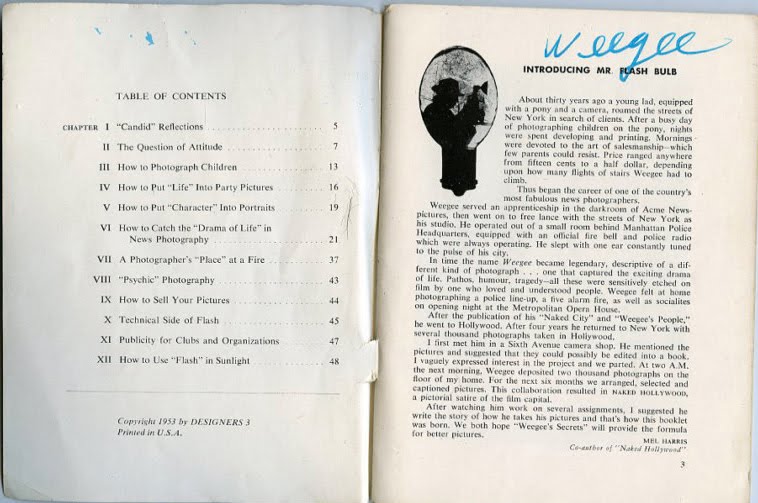 TABLE OF CONTENTS
CHAPTER I "Candid" Reflections .......... 5
II The Question of Attitude .......... 7
III How to Photograph Children .......... 13
IV How to Put "Life" Into Party Pictures .......... 16
V How to Put "Character" Into Portraits .......... 19
VI How to Catch the "Drama of Life" in
News Photography .......... 21
VII A Photographer's "Place" at a Fire .......... 37
VIII "Psychic" Photography .......... 43
IX How to Sell Your Pictures .......... 44
X Technical Side of Flash .......... 45
XI Publicity for Clubs and Organizations .......... 47
XII How to Use "Flash" in Sunlight .......... 48
Copyright 1953 by DESIGNERS 3
Printed in U.S.A.
Weegee
INTRODUCING MR. FLASH BULB
About thirty years ago a young lad, equipped
with a pony and a camera, roamed the streets of
New York in search of clients. After a busy day
of photographing children on the pony, nights
were spent developing and printing. Mornings
were devoted to the art of salesmanship—which
few parents could resist. Price ranged anywhere
from fifteen cents to a half dollar, depending
upon how many flights of stairs Weegee had to
climb.
Thus began the career of one of the country's
most fabulous news photographers.
Weegee served an apprenticeship in the darkroom of Acme News-
pictures, then went on to free lance with the streets of New York as
his studio. He operated out of a small room behind Manhattan Police
Headquarters, equipped with an official fire bell and police radio
which were always operating. He slept with one ear constantly tuned
to the pulse of his city.
In time the name Weegee became legendary, descriptive of a dif-
ferent kind of photograph . . . one that captured the exciting drama
of life. Pathos, humour, tragedy—all these were sensitively etched on
film by one who loved and understood people. Weegee felt at home
photographing a police line-up, a five alarm fire, as well as socialites
on opening night at the Metropolitan Opera House.
After the publication of his "Naked City" and "Weegee's People,"
he went to Hollywood. After four years he returned to New York with
several thousand photographs taken in Hollywood.
I first met him in a Sixth Avenue camera shop. He mentioned the
pictures and suggested that they could possibly be edited into a book.
I vaguely expressed interest in the project and we parted. At two A.M.
the next morning, Weegee deposited two thousand photographs on the
floor of my home. For the next six months we arranged, selected and
captioned pictures. This collaboration resulted in NAKED HOLLYWOOD,
a pictorial satire of the film capital.
After watching him work on several assignments, I suggested he
write the story of how he takes his pictures and that's how this booklet
was born. We both hope "Weegee's Secrets" will provide the formula
for better pictures.
MEL HARRIS
Co-author of "Naked Hollywood"
3